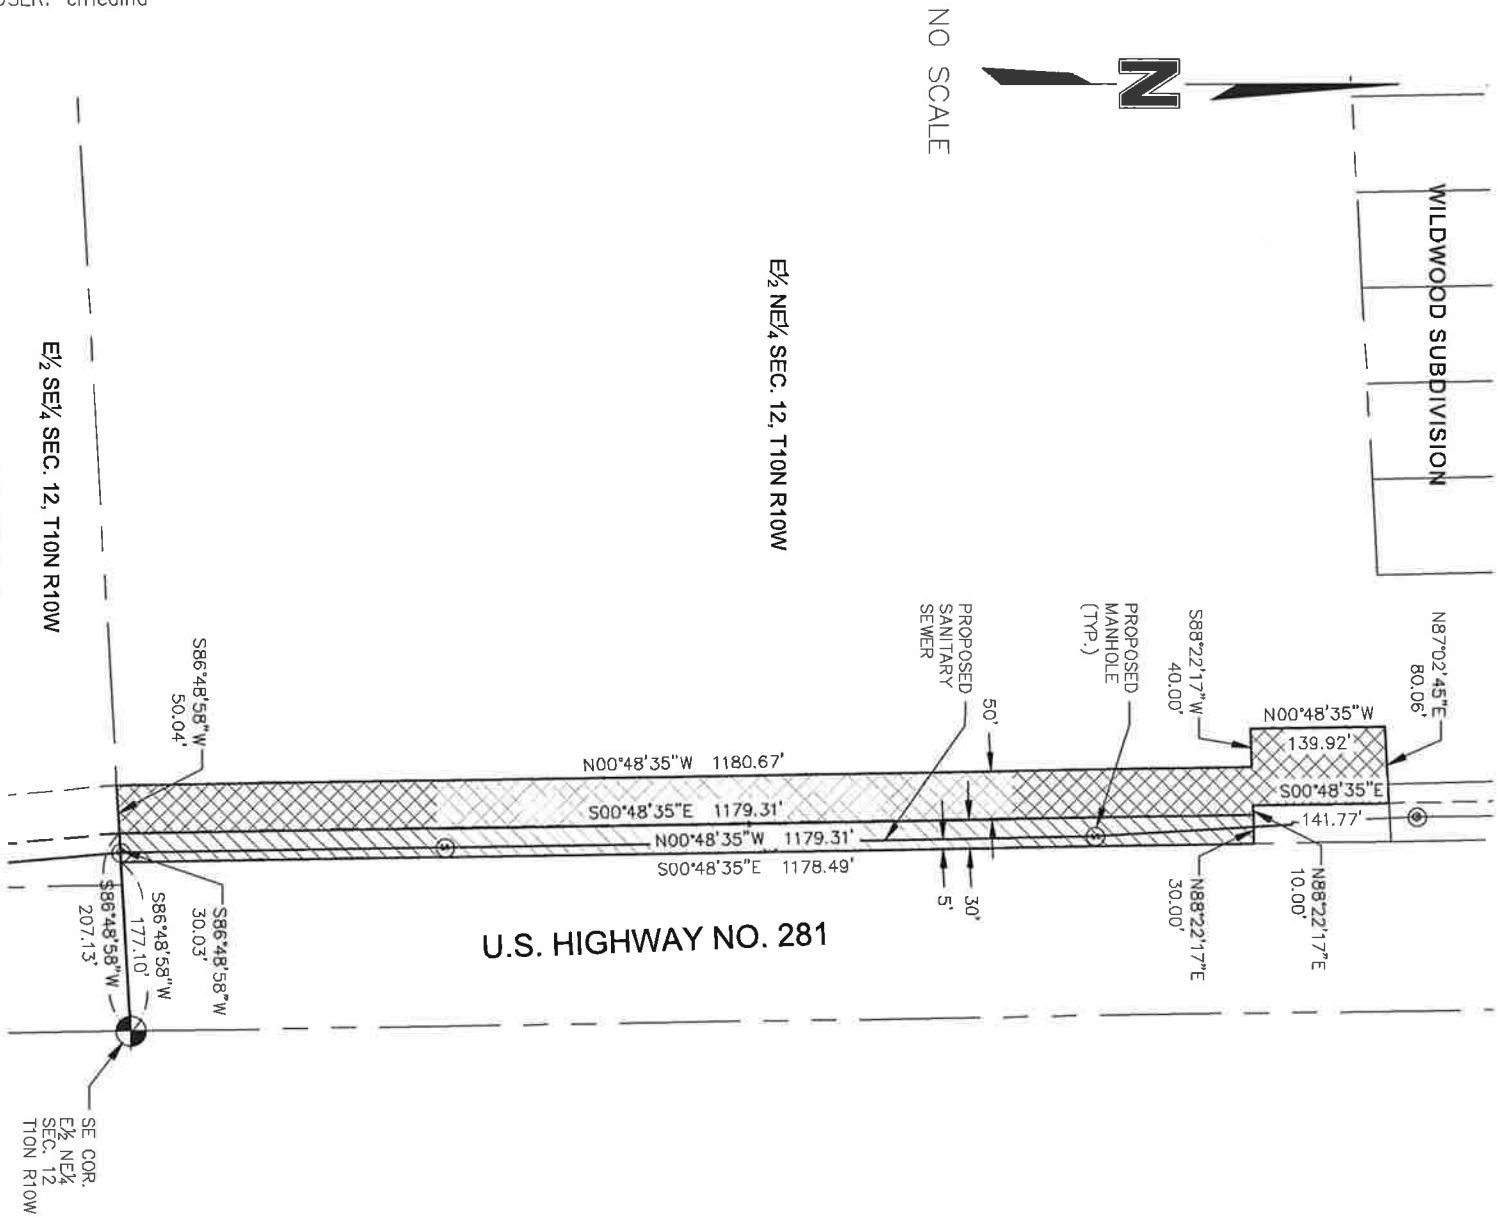 USER: cmedina
NO SCALE
N
WILDWOOD SUBDIVISION
E½ NE¼ SEC. 12, T10N R10W
E½ SE¼ SEC. 12, T10N R10W
N87°02'45"E
80.06'
S88°22'17"W
40.00'
N00°48'35"W
139.92'
PROPOSED
MANHOLE
(TYP.)
PROPOSED
SANITARY
SEWER
50'
S86°48'58"W
50.04'
N00°48'35"W 1180.67'
S00°48'35"E
141.77'
S00°48'35"E 1179.31'
N00°48'35"W 1179.31'
S00°48'35"E 1178.49'
S
S
S
30'
5'
N88°22'17"E
10.00'
N88°22'17"E
30.00'
S86°48'58"W
30.03'
S86°48'58"W
177.10'
S86°48'58"W
207.13'
U.S. HIGHWAY NO. 281
SE COR.
E½ NE¼
SEC. 12
T10N R10W